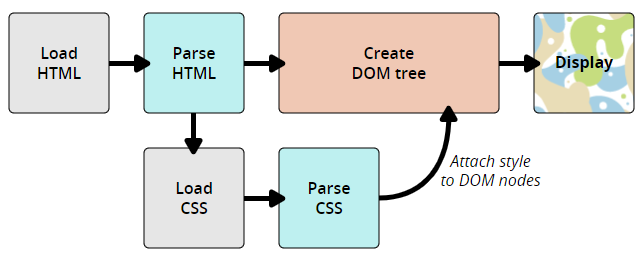 Load
HTML
Parse
HTML
Create
DOM tree
Display
Load
CSS
Parse
CSS
Attach style
to DOM nodes